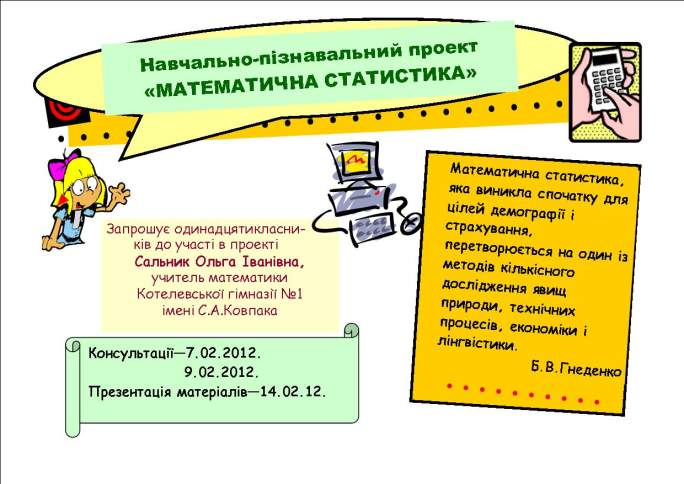 Навчально-пізнавальний проект
«МАТЕМАТИЧНА СТАТИСТИКА»
Запрошує одинадцятикласни-
ків до участі в проекті
Сальник Ольга Іванівна,
учитель математики
Котелевської гімназії №1
імені С.А.Ковпака
Консультації—7.02.2012.
9.02.2012.
Презентація матеріалів—14.02.12.
Математична статистика,
яка виникла спочатку для
цілей демографії і
страхування,
перетворюється на один із
методів кількісного
дослідження явищ
природи, технічних
процесів, економіки і
лінгвістики.
Б.В.Гнеденко